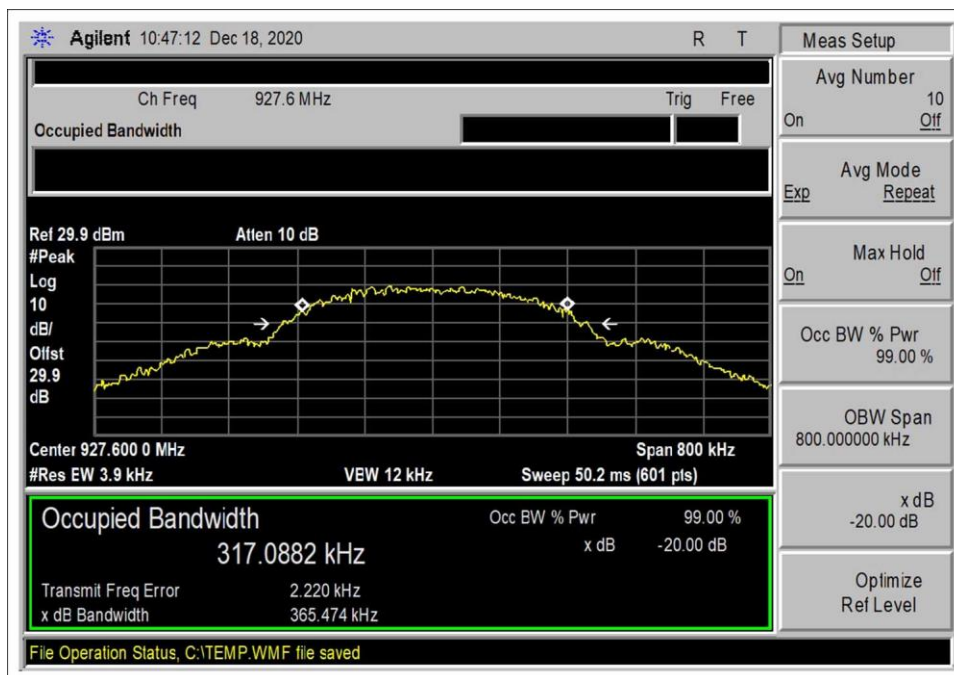 Agilent 10:47:12 Dec 18, 2020 R T
Meas Setup
Ch Freq 927.6 MHz Trig Free
Occupied Bandwidth
Avg Number
10
On Off
Avg Mode
Exp Repeat
Max Hold
On Off
Occ BW % Pwr
99.00 %
OBW Span
800.000000 kHz
x dB
-20.00 dB
Optimize
Ref Level
Ref 29.9 dBm Atten 10 dB
#Peak
Log
10
dB/
Offst
29.9
dB
Center 927.600 0 MHz Span 800 kHz
#Res EW 3.9 kHz VBW 12 kHz Sweep 50.2 ms (601 pts)
Occupied Bandwidth Occ BW % Pwr 99.00 %
317.0882 kHz x dB -20.00 dB
Transmit Freq Error 2.220 kHz
x dB Bandwidth 365.474 kHz
File Operation Status, C:\TEMP.WMF file saved